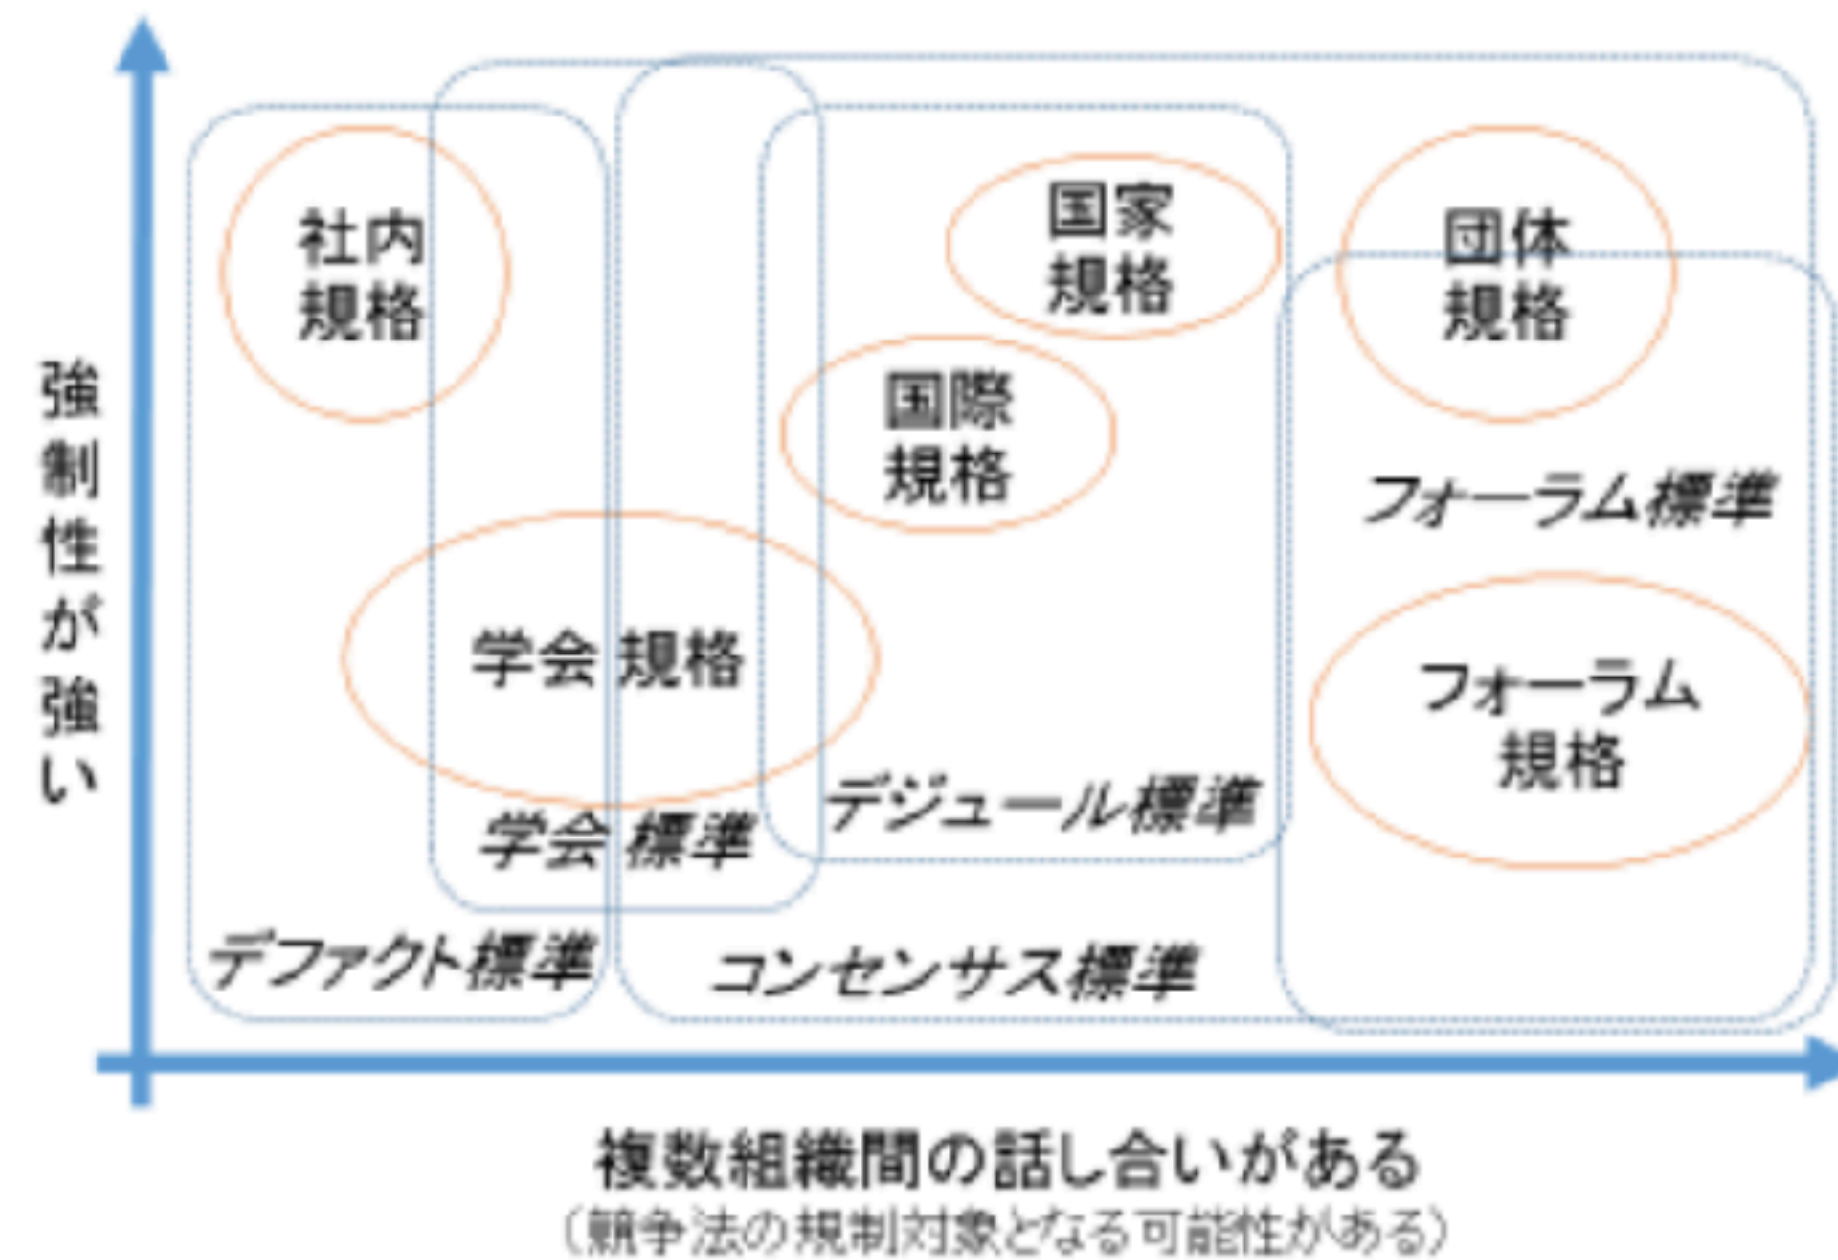 強制性が強い
社内
規格
国家
規格
団体
規格
国際
規格
フォーラム標準
学会 規格
フォーラム
規格
デジュール標準
学会 標準
デファクト標準
コンセンサス標準
複数組織間の話し合いがある
（競争法の規制対象となる可能性がある）